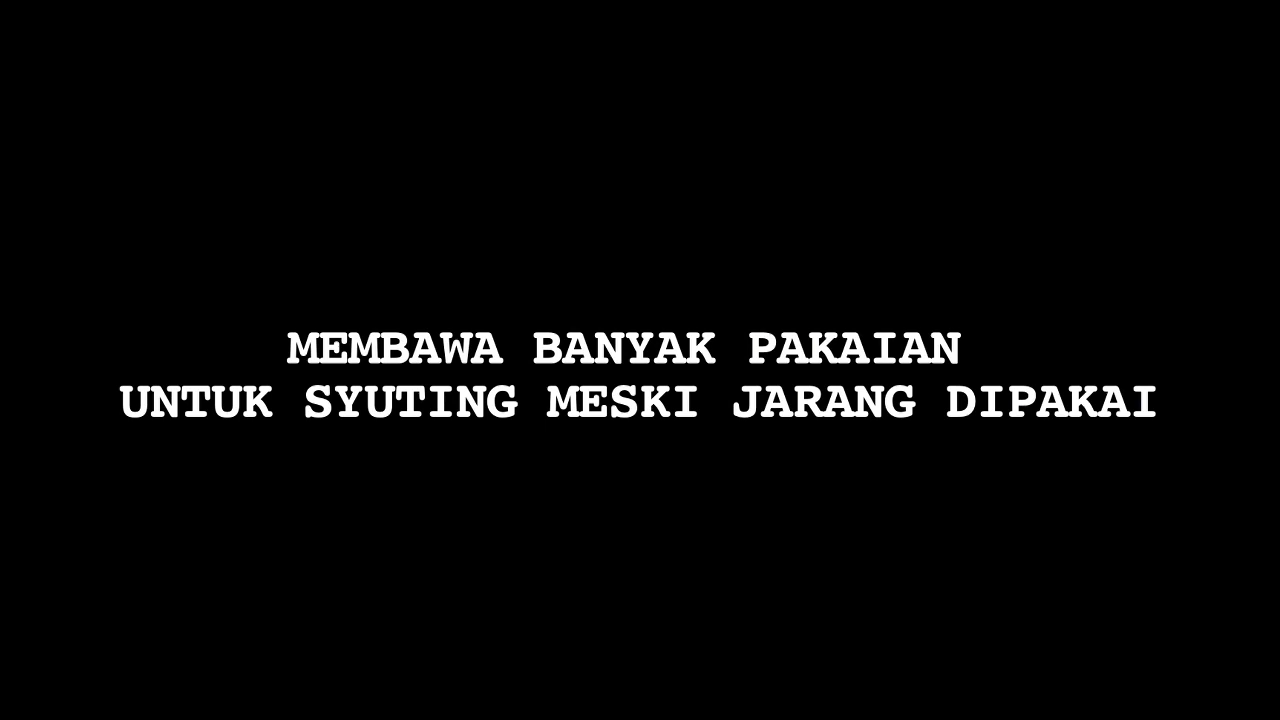 MEMBAWA BANYAK PAKAIAN
UNTUK SYUTING MESKI JARANG DIPAKAI